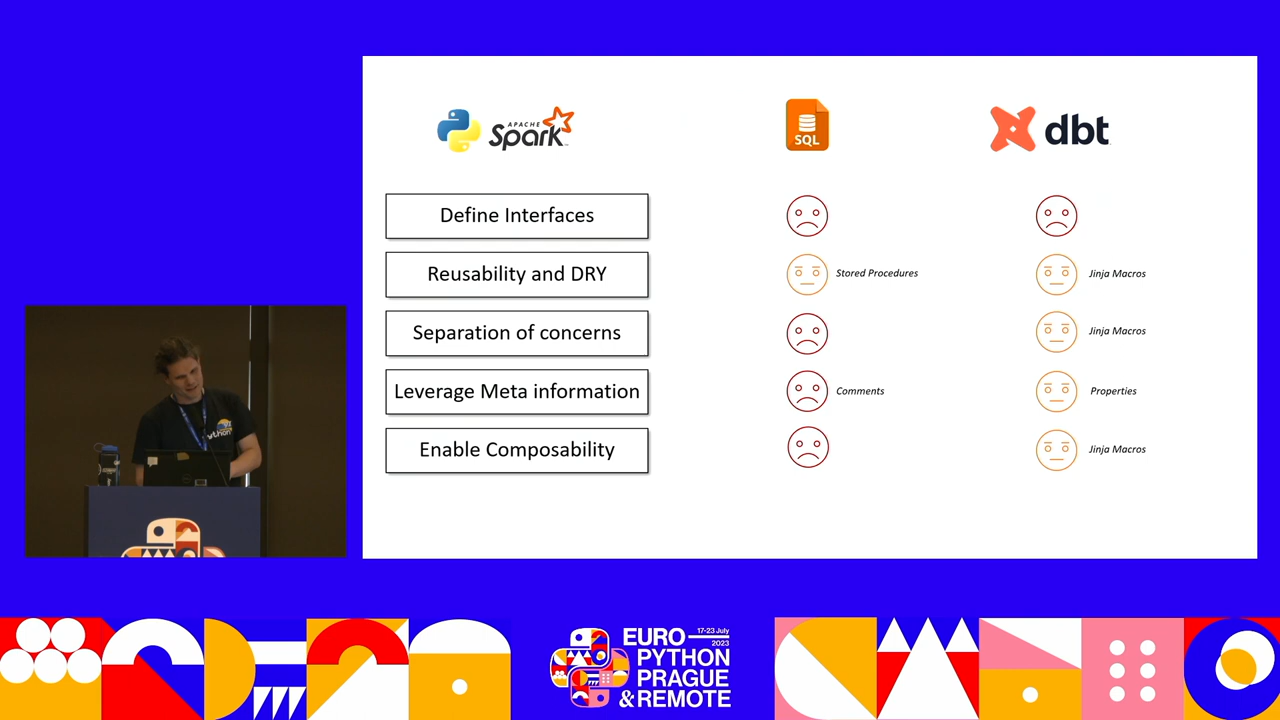 APACHE
Spark
SQL
dbt
Define Interfaces
Reusability and DRY
Stored Procedures
Jinja Macros
Separation of concerns
Jinja Macros
Leverage Meta information
Comments
Properties
Enable Composability
Jinja Macros
EURO
17-23 July
2023
PYTHON
PRAGUE
& REMOTE